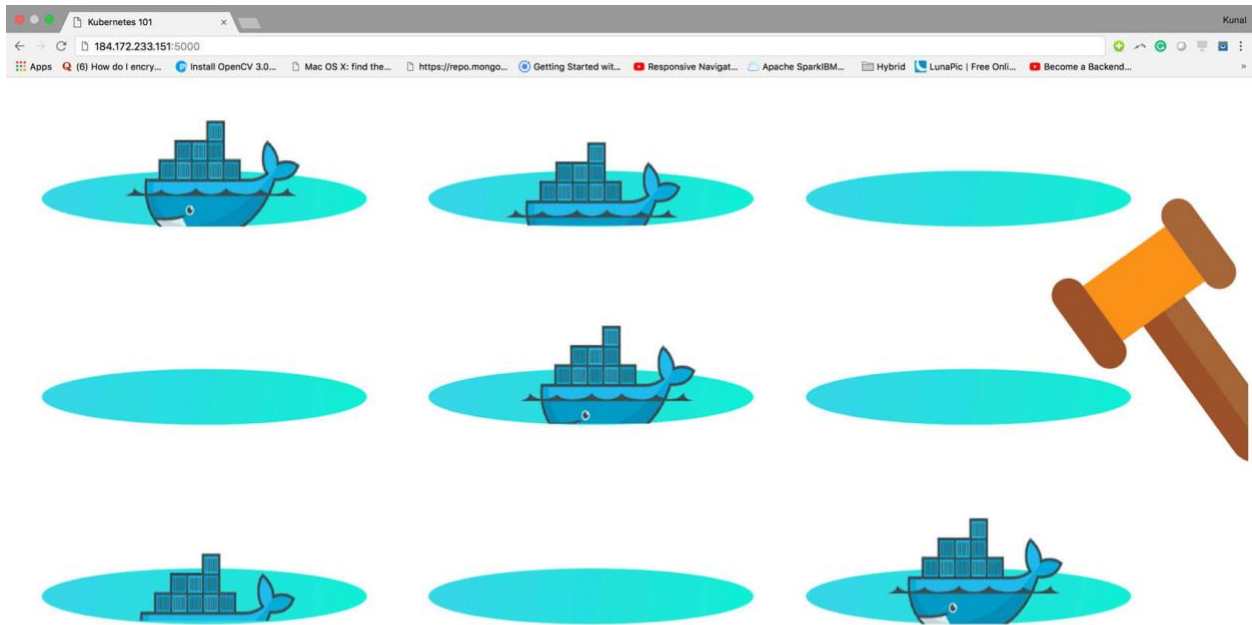 Kubernetes 101
Kunal
184.172.233.151:5000
Apps (6) How do I encry... Install OpenCV 3.0... Mac OS X: find the... https://repo.mongo... Getting Started wit... Responsive Navigat... Apache SparkIBM... Hybrid LunaPic | Free Onli... Become a Backend...